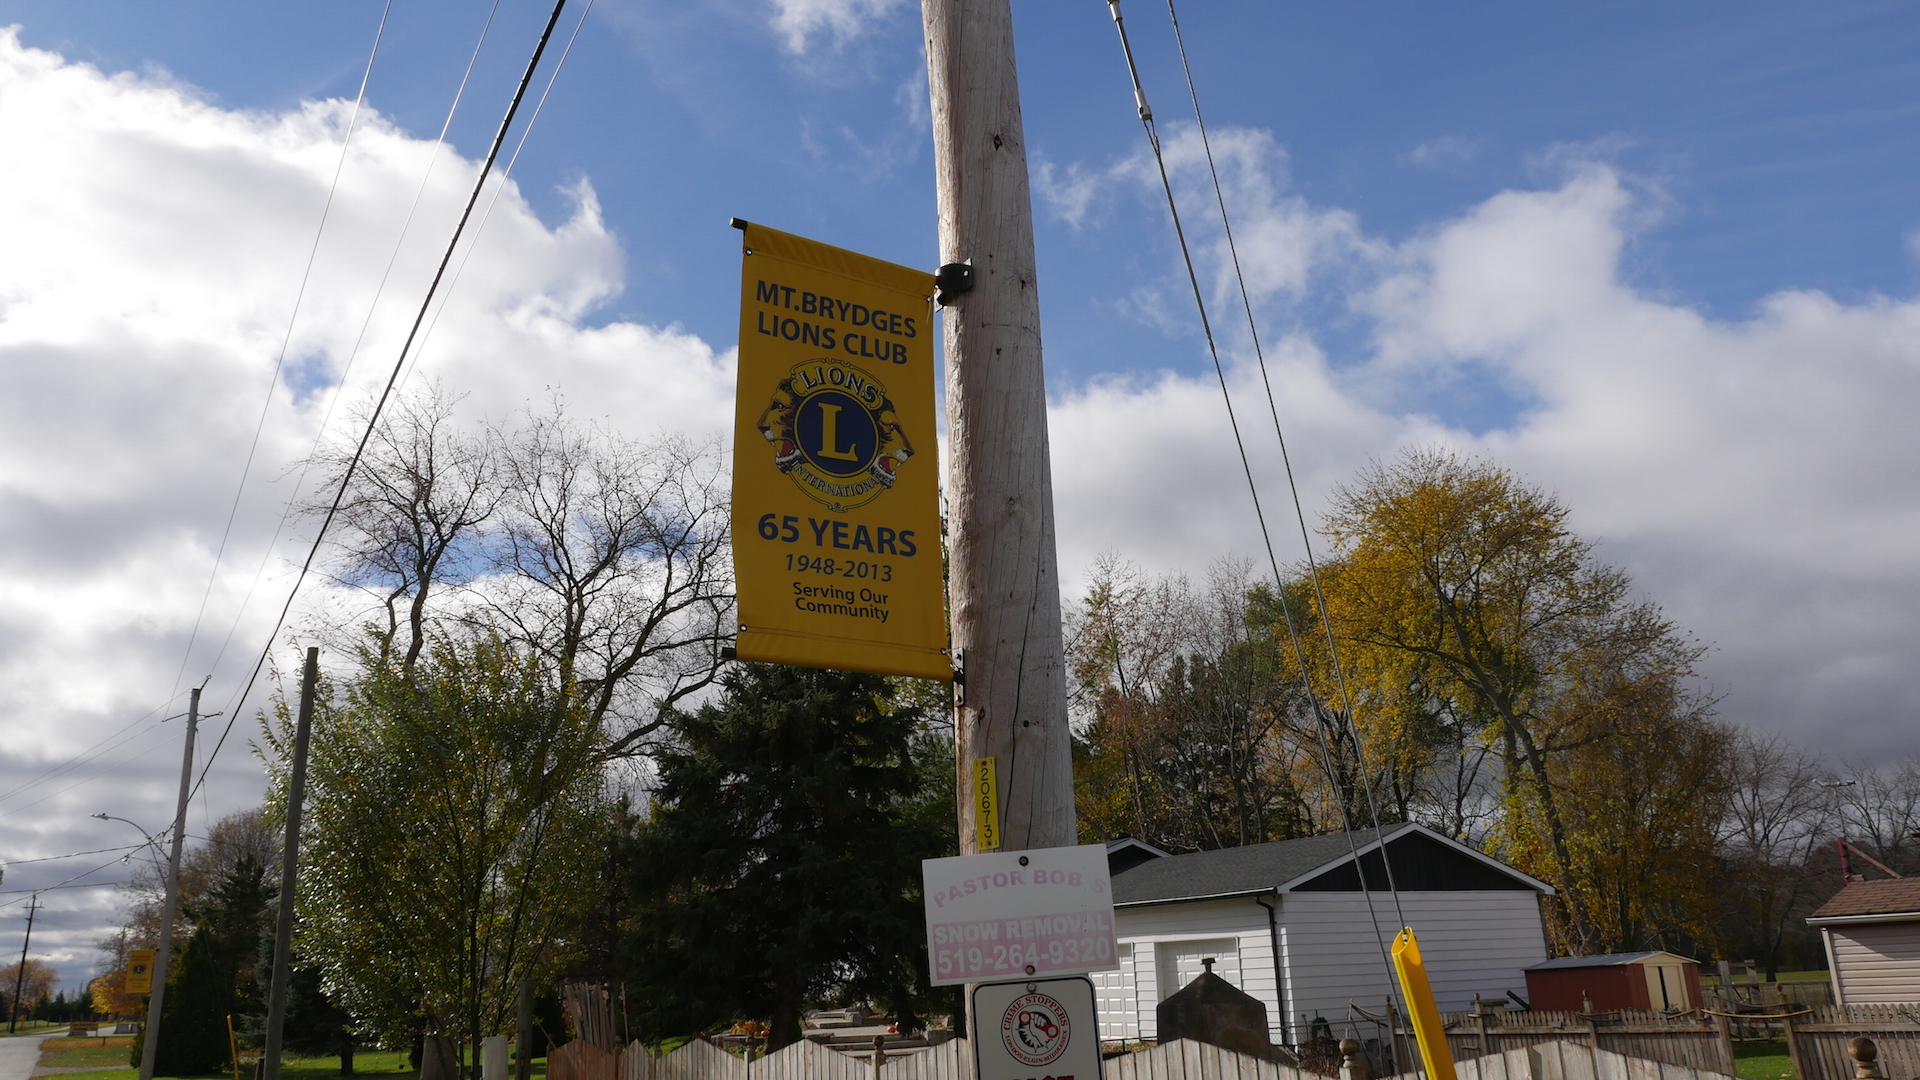 MT.BRYDGES
LIONS CLUB
LIONS
L
INTERNATIONAL
65 YEARS
1948-2013
Serving Our
Community
20673
PASTOR BOB'S
SNOW REMOVAL
519-264-9320
CRIME STOPPERS